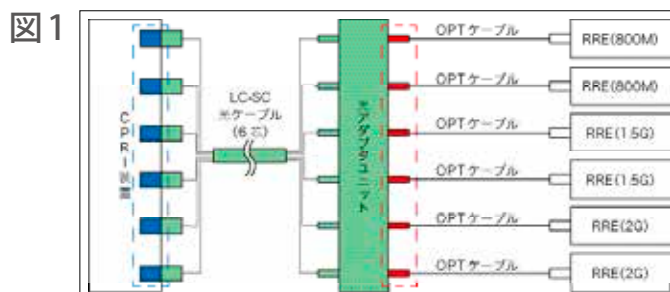 図1
CPRI装置
LC-SC
光ケーブル
(6芯)
光アダプタユニット
OPTケーブル
RRE(800M)
OPTケーブル
RRE(800M)
OPTケーブル
RRE(1.5G)
OPTケーブル
RRE(1.5G)
OPTケーブル
RRE(2G)
OPTケーブル
RRE(2G)